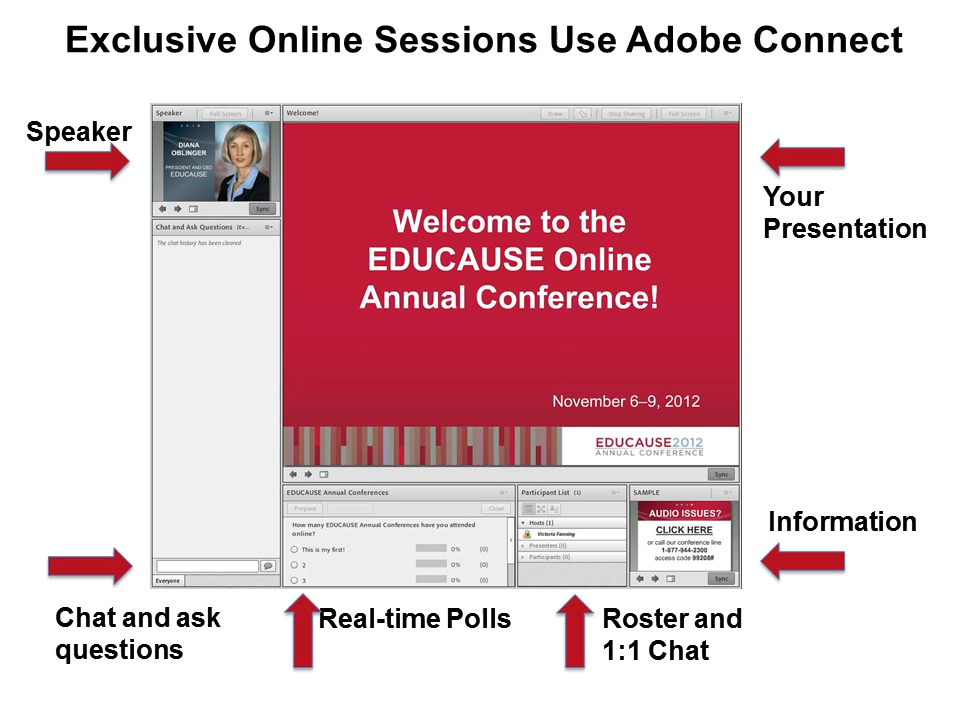 Exclusive Online Sessions Use Adobe Connect
Speaker
Speaker
Full Screen
DIANA
OBLINGER
PRESIDENT AND CEO
EDUCAUSE
Sync
Chat and Ask Questions (Ev...
The chat history has been cleared
Everyone
Welcome!
Draw
Stop Sharing
Full Screen
Welcome to the
EDUCAUSE Online
Annual Conference!
November 6–9, 2012
EDUCAUSE2012
ANNUAL CONFERENCE
Sync
Your
Presentation
EDUCAUSE Annual Conferences
Prepare
Close
How many EDUCAUSE Annual Conferences have you attended
online?
This is my first! 0% (0)
2 0% (0)
3 0% (0)
Participant List (1)
Hosts (1)
Victoria Fanning
Presenters (0)
Participants (0)
SAMPLE
AUDIO ISSUES?
CLICK HERE
or call our conference line
1-877-944-2300
access code 99208#
Sync
Information
Chat and ask
questions
Real-time Polls
Roster and
1:1 Chat